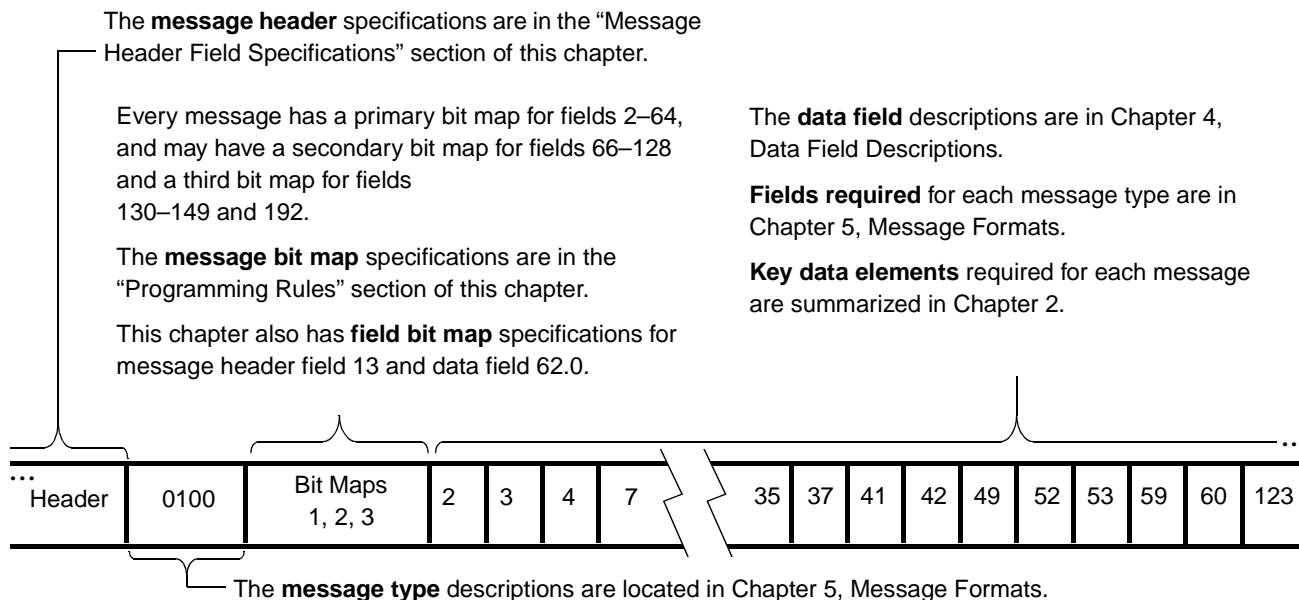 The message header specifications are in the “Message
Header Field Specifications” section of this chapter.
Every message has a primary bit map for fields 2–64,
and may have a secondary bit map for fields 66–128
and a third bit map for fields
130–149 and 192.
The message bit map specifications are in the
“Programming Rules” section of this chapter.
This chapter also has field bit map specifications for
message header field 13 and data field 62.0.
The data field descriptions are in Chapter 4,
Data Field Descriptions.
Fields required for each message type are in
Chapter 5, Message Formats.
Key data elements required for each message
are summarized in Chapter 2.
...
... Header 0100 Bit Maps 2 3 4 7 35 37 41 42 49 52 53 59 60 123
1, 2, 3
The message type descriptions are located in Chapter 5, Message Formats.